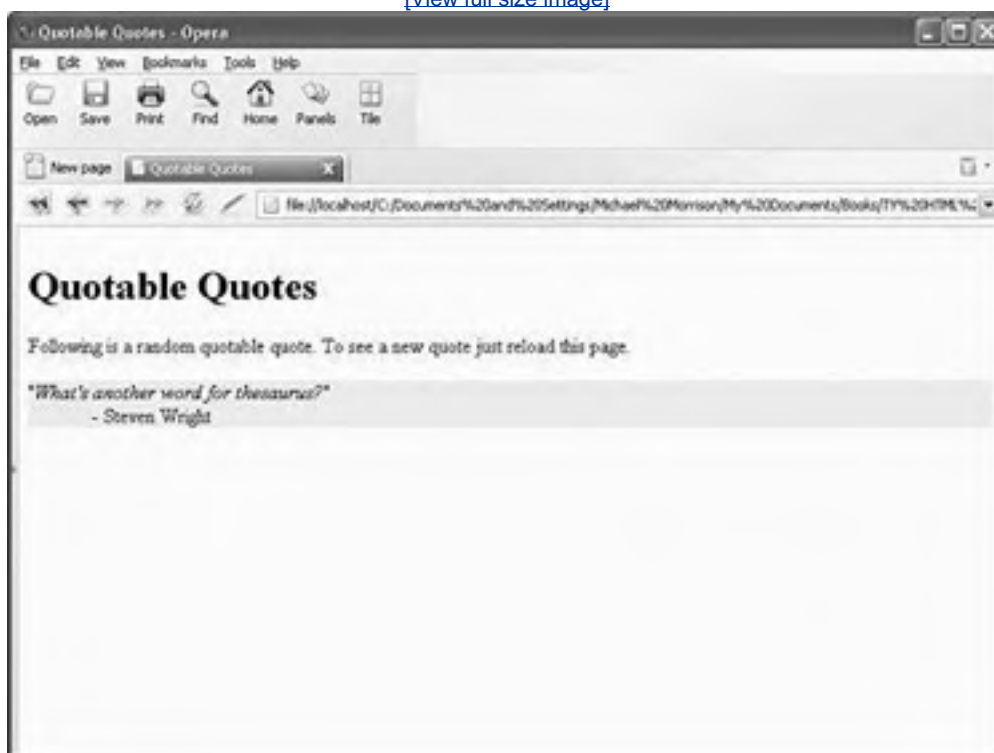 [View full size image]
Quotable Quotes - Opera
File Edit View Bookmarks Tools Help
Open Save Print Find Home Panels Tile
New page Quotable Quotes
file://localhost/C:/Documents%20and%20Settings/Michael%20Morrison/My%20Documents/Books/TY%20HTML%
Quotable Quotes
Following is a random quotable quote. To see a new quote just reload this page.
"What's another word for thesaurus?"
- Steven Wright